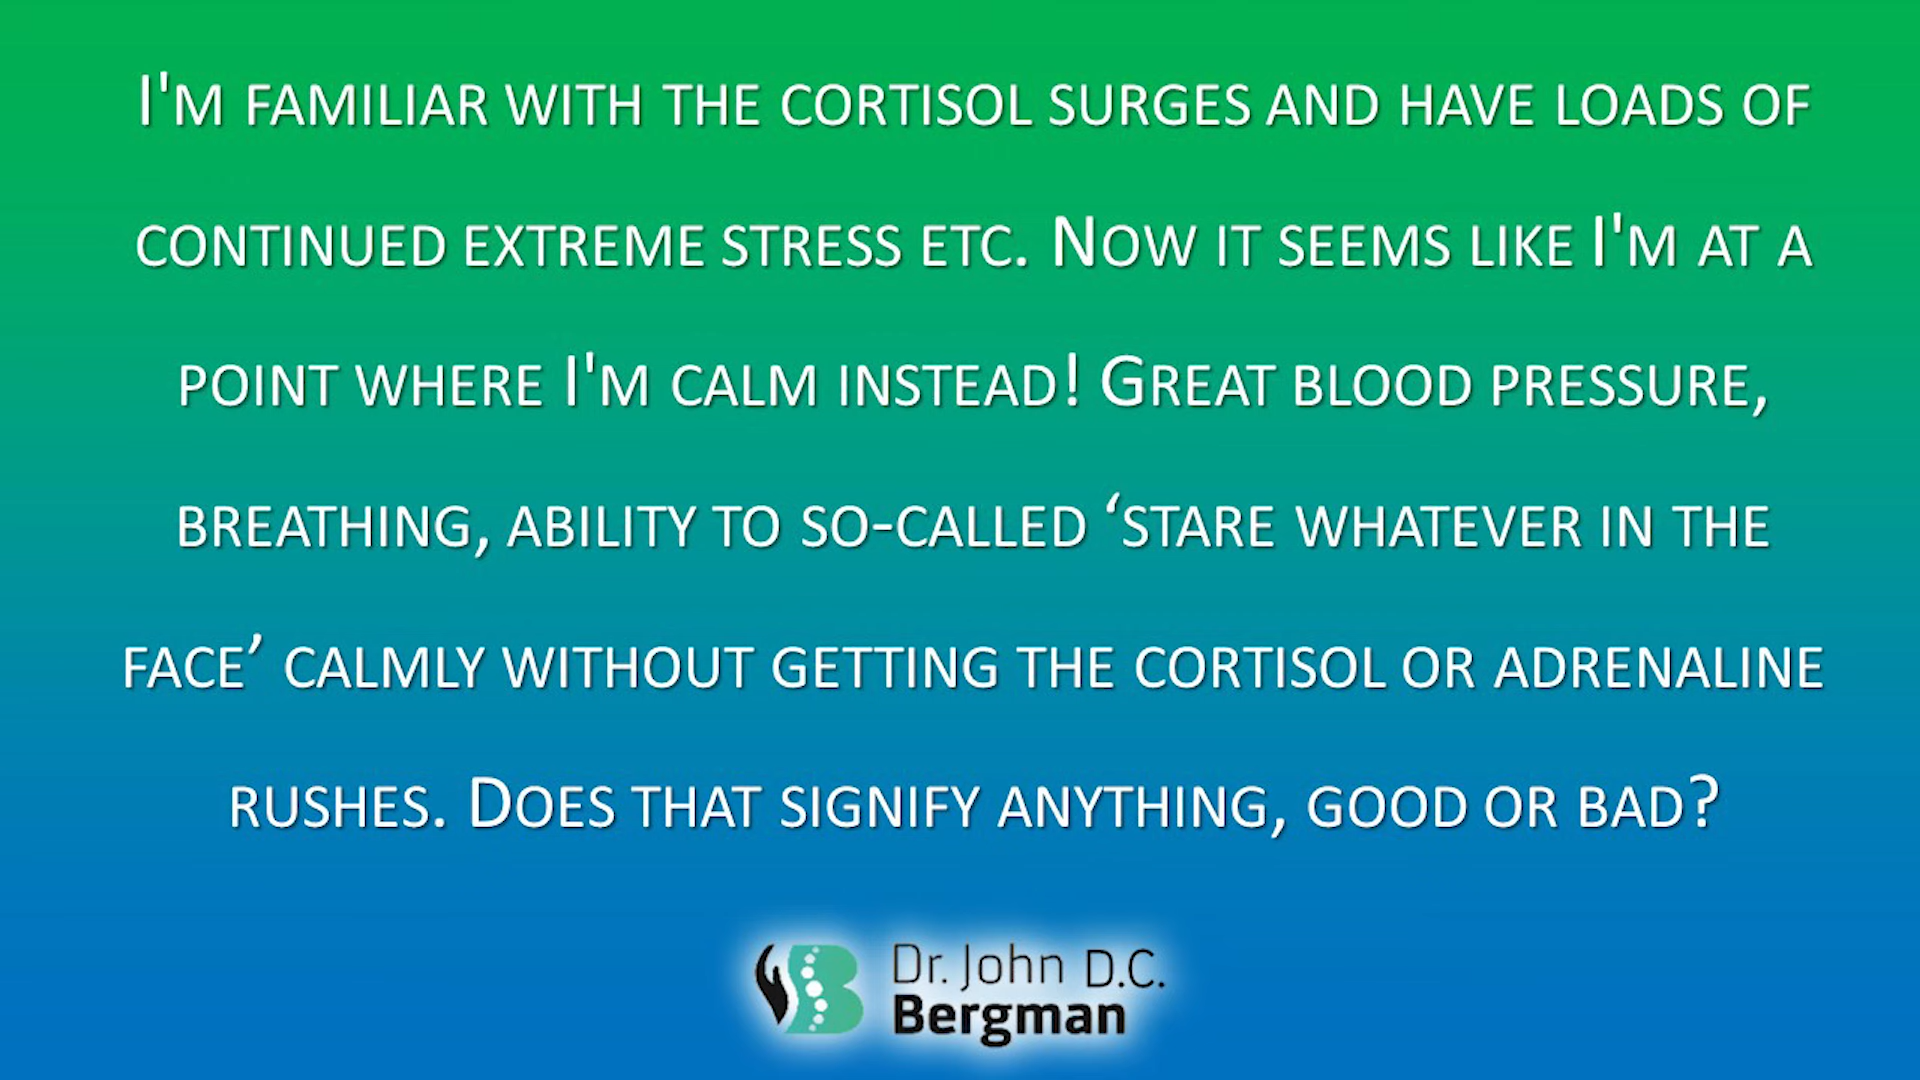 I'M FAMILIAR WITH THE CORTISOL SURGES AND HAVE LOADS OF
CONTINUED EXTREME STRESS ETC. NOW IT SEEMS LIKE I'M AT A
POINT WHERE I'M CALM INSTEAD! GREAT BLOOD PRESSURE,
BREATHING, ABILITY TO SO-CALLED ‘STARE WHATEVER IN THE
FACE’ CALMLY WITHOUT GETTING THE CORTISOL OR ADRENALINE
RUSHES. DOES THAT SIGNIFY ANYTHING, GOOD OR BAD?
Dr. John D.C.
Bergman